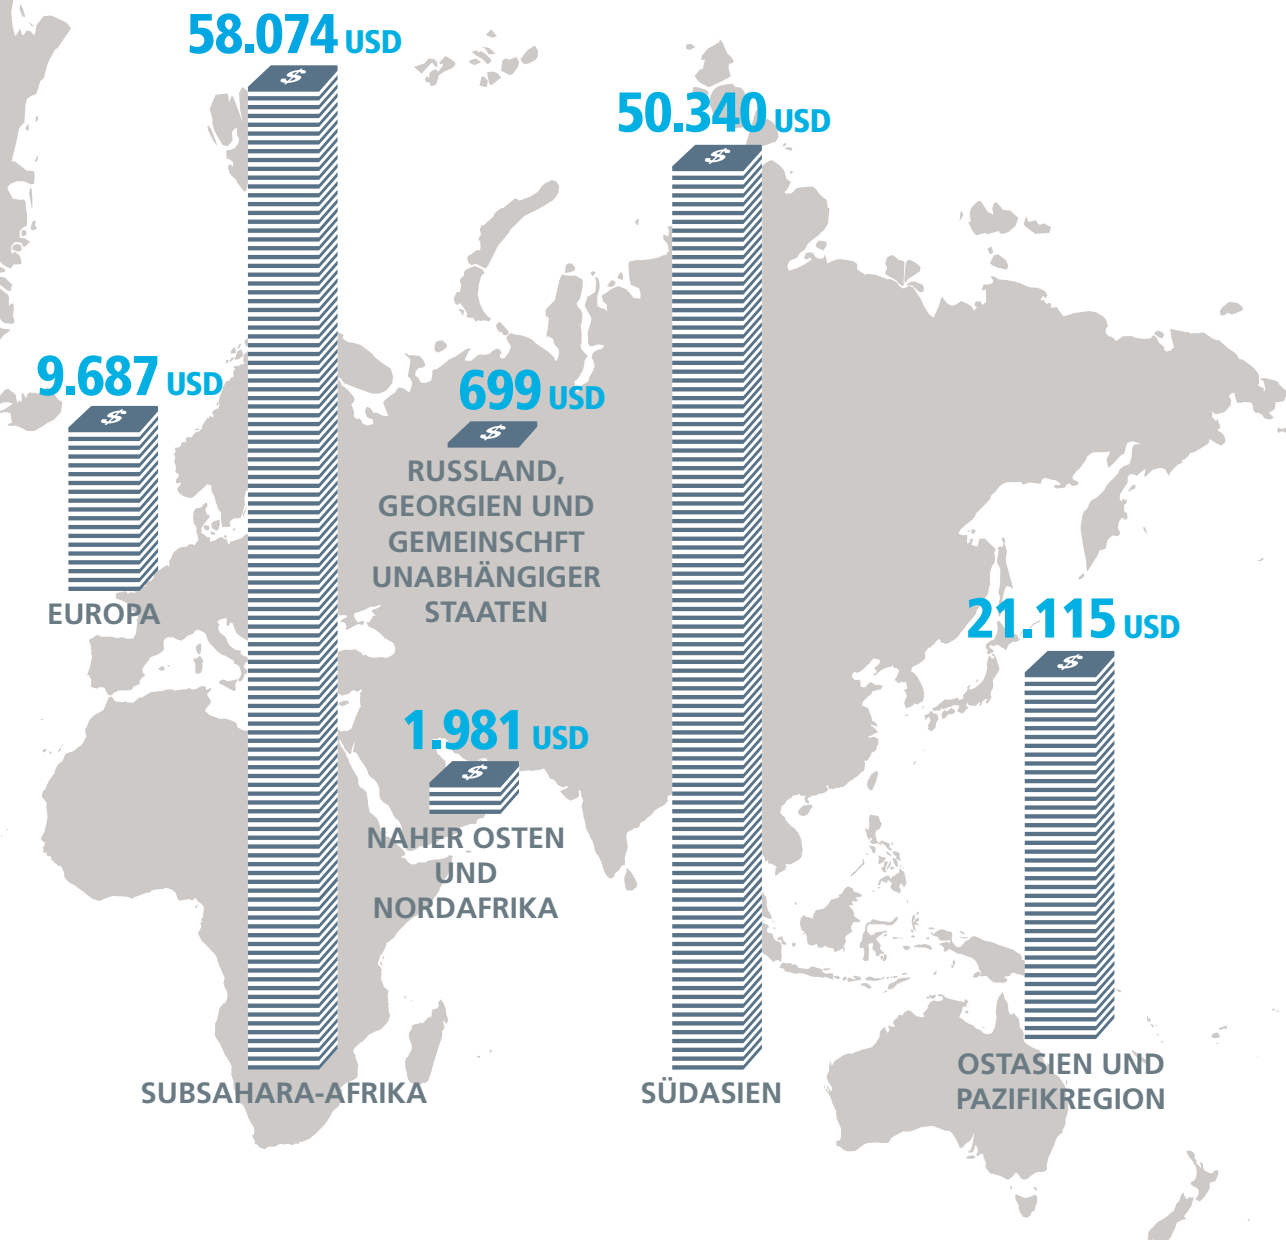 58.074 USD
SUBSAHARA-AFRIKA
50.340 USD
SÜDASIEN
9.687 USD
EUROPA
699 USD
RUSSLAND,
GEORGIEN UND
GEMEINSCHFT
UNABHÄNGIGER
STAATEN
1.981 USD
NAHER OSTEN
UND
NORDAFRIKA
21.115 USD
OSTASIEN UND
PAZIFIKREGION
$
$
$
$
$
$